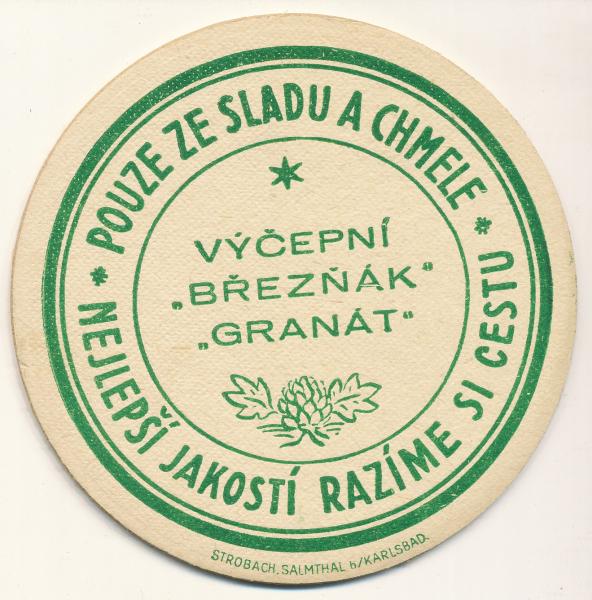 * POUZE ZE SLADU A CHMELE *
NEJLEPŠÍ JAKOSTÍ RAZÍME SI CESTU
VÝČEPNÍ
„BŘEZŇÁK“
„GRANÁT“
STROBACH, SALMTHAL b/KARLSBAD.